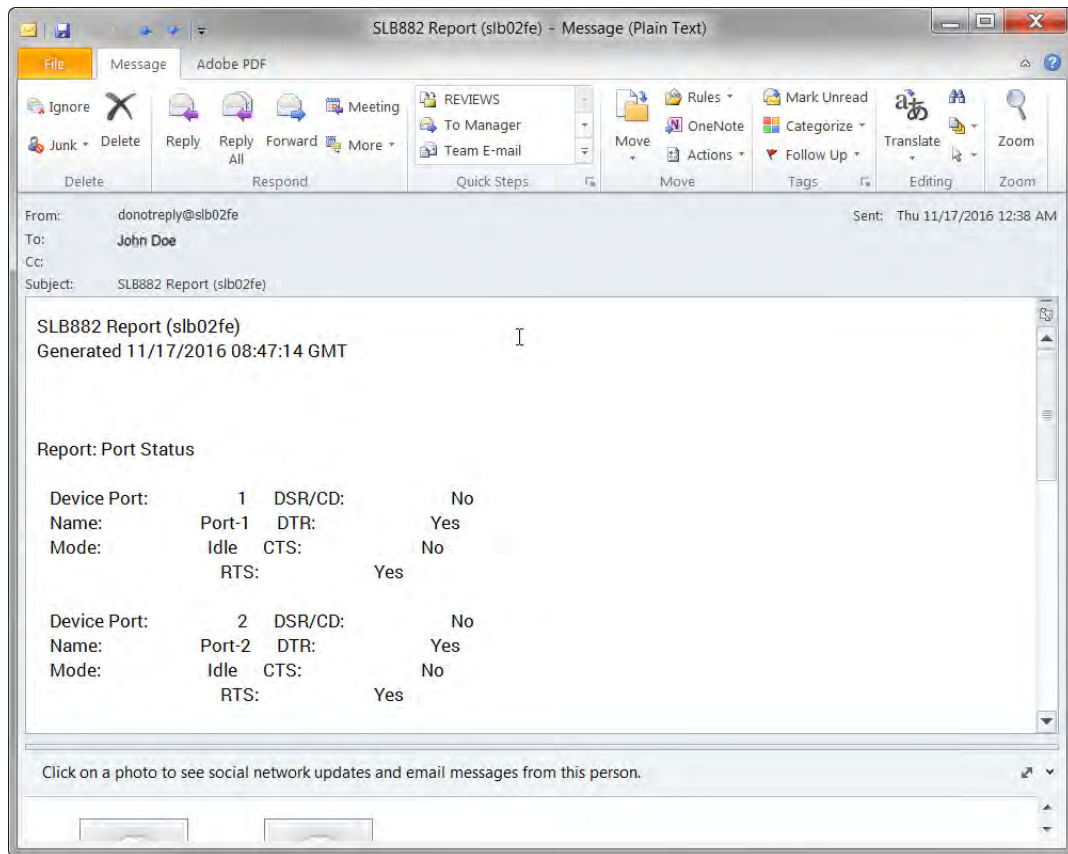 SLB882 Report (slb02fe) - Message (Plain Text)
File Message Adobe PDF
Ignore
Junk
Delete
Delete
Reply
Reply All
Forward
Meeting
More
Respond
REVIEWS
To Manager
Team E-mail
Quick Steps
Move
Rules
OneNote
Actions
Move
Mark Unread
Categorize
Follow Up
Tags
aあ
Translate
Editing
Zoom
Zoom
From: donotreply@slb02fe Sent: Thu 11/17/2016 12:38 AM
To: John Doe
Cc:
Subject: SLB882 Report (slb02fe)
SLB882 Report (slb02fe)
Generated 11/17/2016 08:47:14 GMT
Report: Port Status
Device Port: 1 DSR/CD: No
Name: Port-1 DTR: Yes
Mode: Idle CTS: No
RTS: Yes
Device Port: 2 DSR/CD: No
Name: Port-2 DTR: Yes
Mode: Idle CTS: No
RTS: Yes
Click on a photo to see social network updates and email messages from this person.